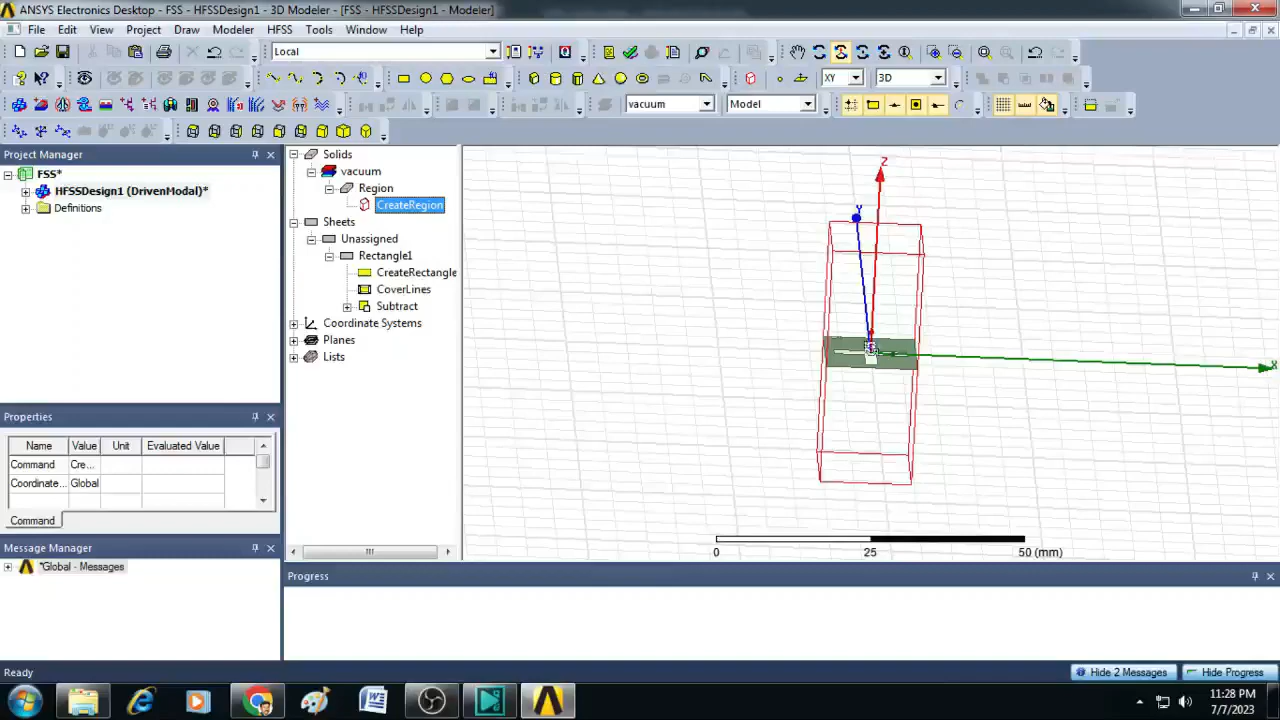 ANSYS Electronics Desktop - FSS - HFSSDesign1 - 3D Modeler - [FSS - HFSSDesign1 - Modeler]
File Edit View Project Draw Modeler HFSS Tools Window Help
Local
XY 3D
vacuum Model
Project Manager
FSS*
HFSSDesign1 (DrivenModal)*
Definitions
Solids
vacuum
Region
CreateRegion
Sheets
Unassigned
Rectangle1
CreateRectangle
CoverLines
Subtract
Coordinate Systems
Planes
Lists
Z
Y
X
0 25 50 (mm)
Properties
Name Value Unit Evaluated Value
Command Cre...
Coordinate... Global
Command
Message Manager
*Global - Messages
Progress
Ready
Hide 2 Messages Hide Progress
11:28 PM
7/7/2023